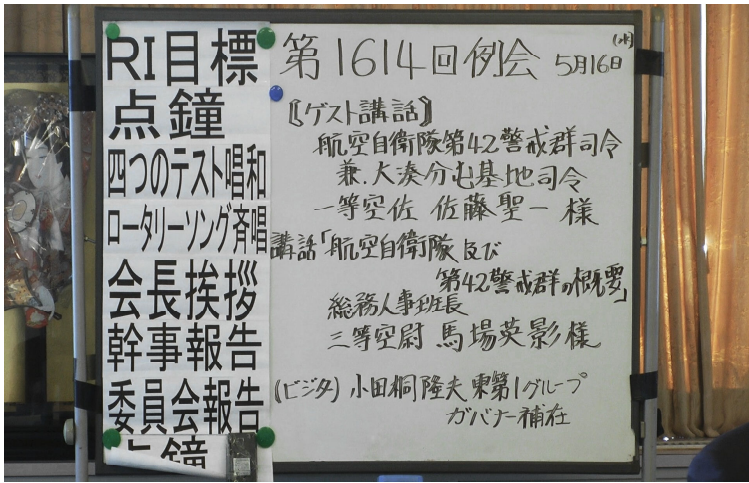 RI目標
点鐘
四つのテスト唱和
ロータリーソング斉唱
会長挨拶
幹事報告
委員会報告
点鐘
第1614回例会 5月16日(水)
〘ゲスト講話〙
航空自衛隊第42警戒群司令
兼.大湊分屯基地司令
一等空佐 佐藤聖一 様
講話「航空自衛隊及び
第42警戒群の概要」
総務人事班長
三等空尉 馬場英影様
(ビジタ) 小田桐隆夫 東第1グループ
ガバナー補佐